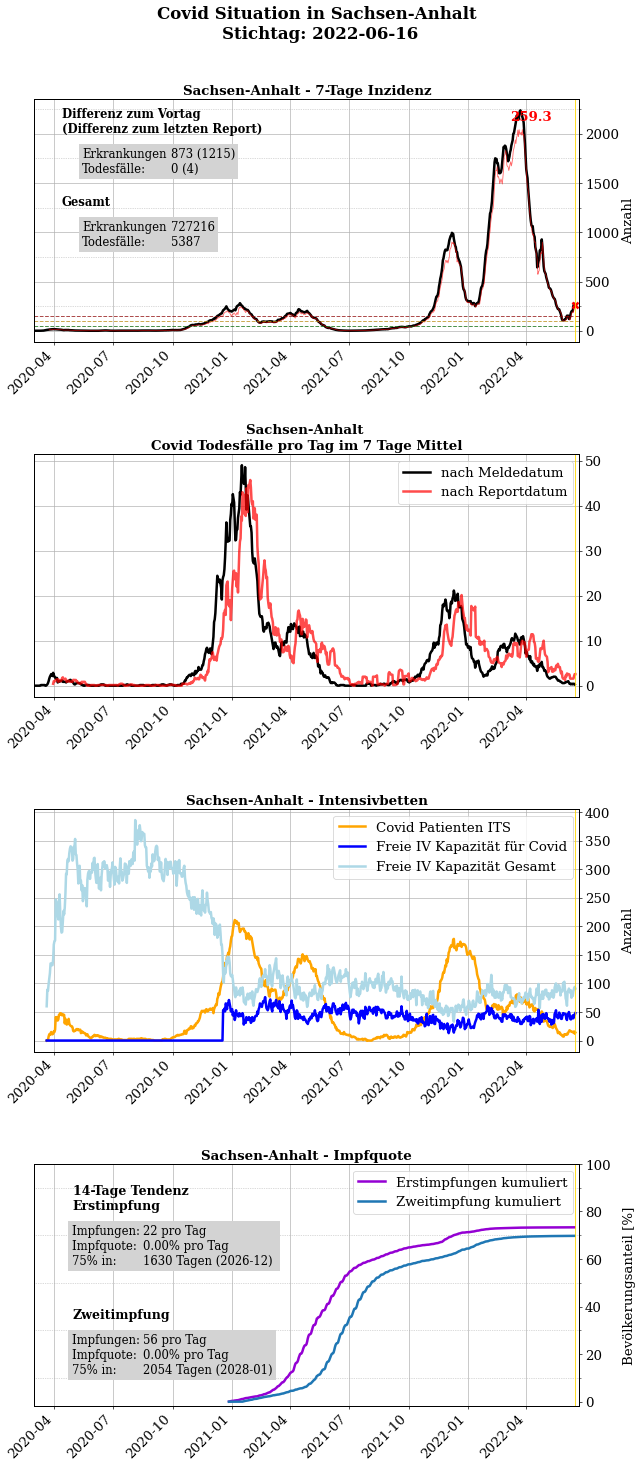 Covid Situation in Sachsen-Anhalt
Stichtag: 2022-06-16
Sachsen-Anhalt - 7-Tage Inzidenz
Differenz zum Vortag
(Differenz zum letzten Report)
Erkrankungen 873 (1215)
Todesfälle: 0 (4)
Gesamt
Erkrankungen 727216
Todesfälle: 5387
259.3
2000
1500
1000
500
0
Anzahl
2020-04
2020-07
2020-10
2021-01
2021-04
2021-07
2021-10
2022-01
2022-04
Sachsen-Anhalt
Covid Todesfälle pro Tag im 7 Tage Mittel
nach Meldedatum
nach Reportdatum
50
40
30
20
10
0
2020-04
2020-07
2020-10
2021-01
2021-04
2021-07
2021-10
2022-01
2022-04
Sachsen-Anhalt - Intensivbetten
Covid Patienten ITS
Freie IV Kapazität für Covid
Freie IV Kapazität Gesamt
400
350
300
250
200
150
100
50
0
Anzahl
2020-04
2020-07
2020-10
2021-01
2021-04
2021-07
2021-10
2022-01
2022-04
Sachsen-Anhalt - Impfquote
14-Tage Tendenz
Erstimpfung
Impfungen: 22 pro Tag
Impfquote: 0.00% pro Tag
75% in: 1630 Tagen (2026-12)
Zweitimpfung
Impfungen: 56 pro Tag
Impfquote: 0.00% pro Tag
75% in: 2054 Tagen (2028-01)
Erstimpfungen kumuliert
Zweitimpfung kumuliert
100
80
60
40
20
0
Bevölkerungsanteil [%]
2020-04
2020-07
2020-10
2021-01
2021-04
2021-07
2021-10
2022-01
2022-04